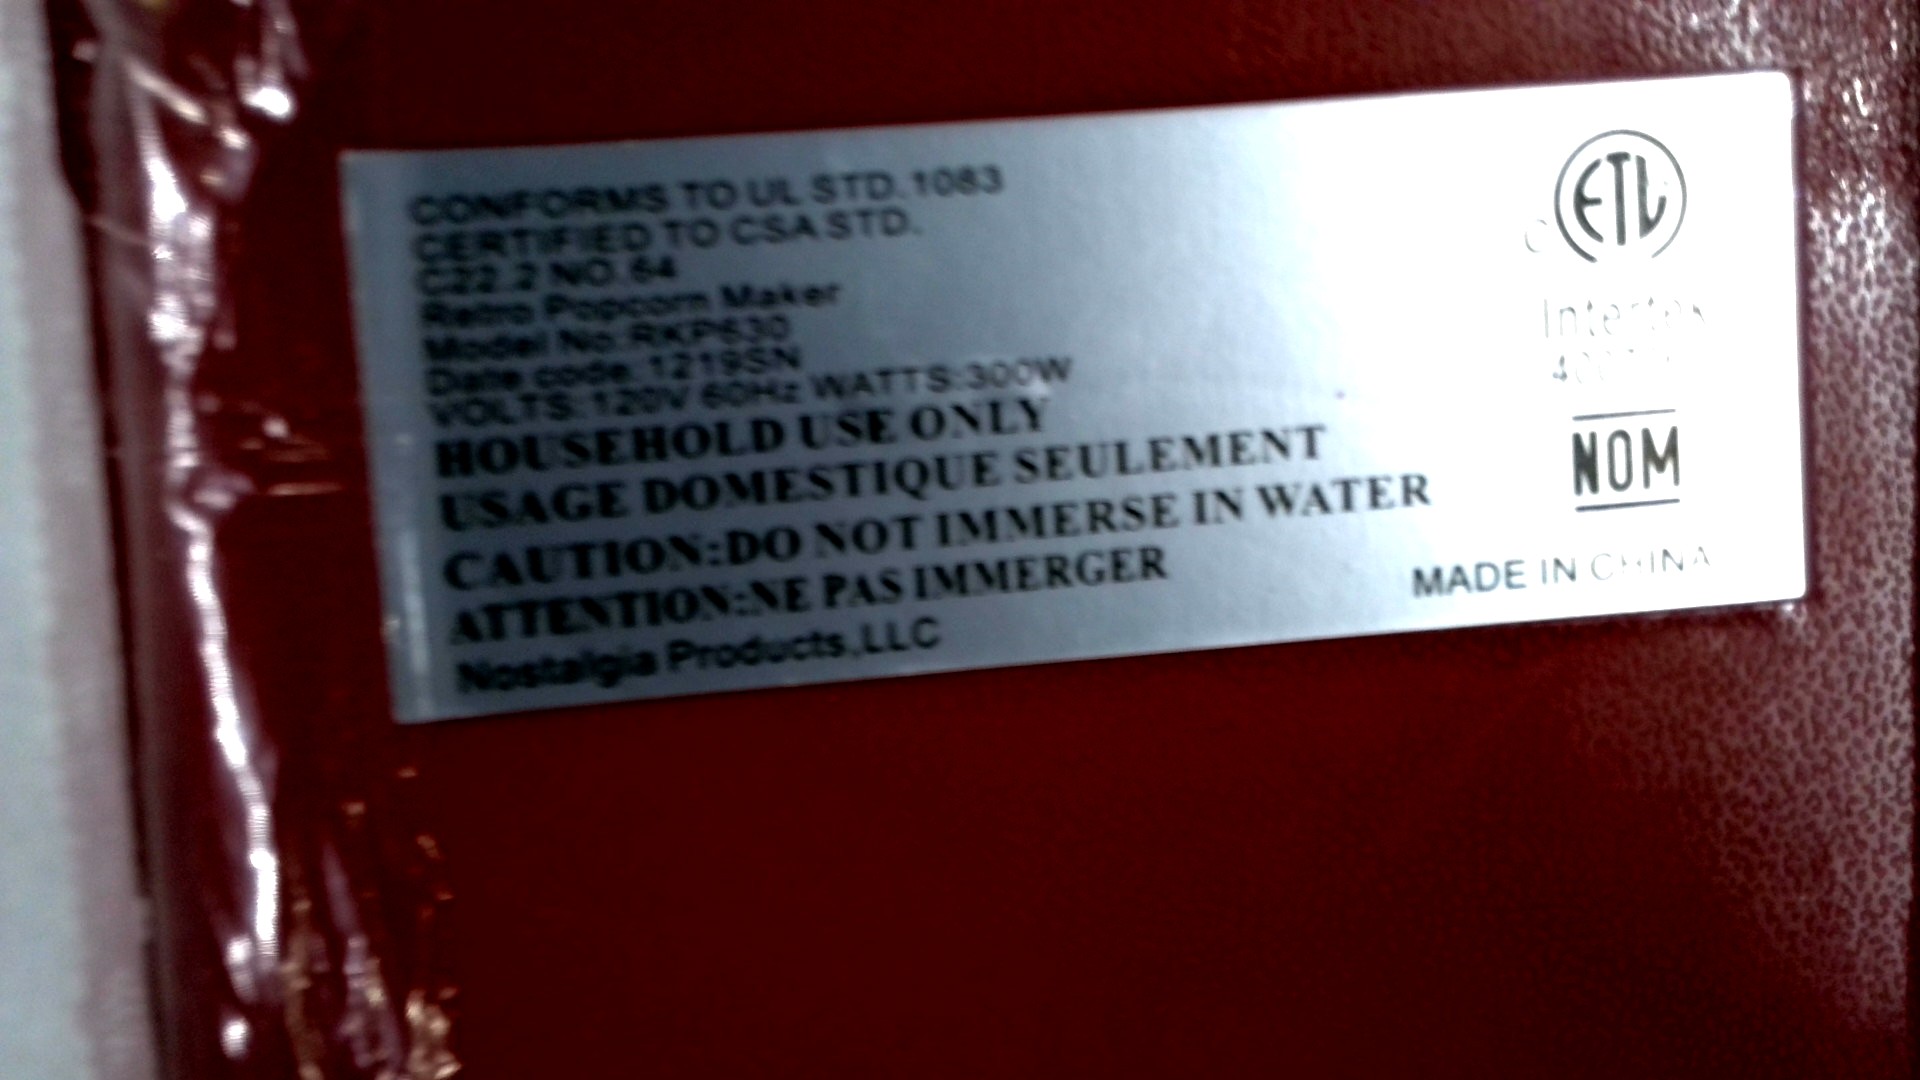 CONFORMS TO UL STD.1083
CERTIFIED TO CSA STD.
C22.2 NO.64
Retro Popcorn Maker
Model No:RKP630
Date code:1219SN
VOLTS:120V 60Hz WATTS:300W
HOUSEHOLD USE ONLY
USAGE DOMESTIQUE SEULEMENT
CAUTION:DO NOT IMMERSE IN WATER
ATTENTION:NE PAS IMMERGER
Nostalgia Products,LLC
ETL
Intertek
NOM
MADE IN CHINA